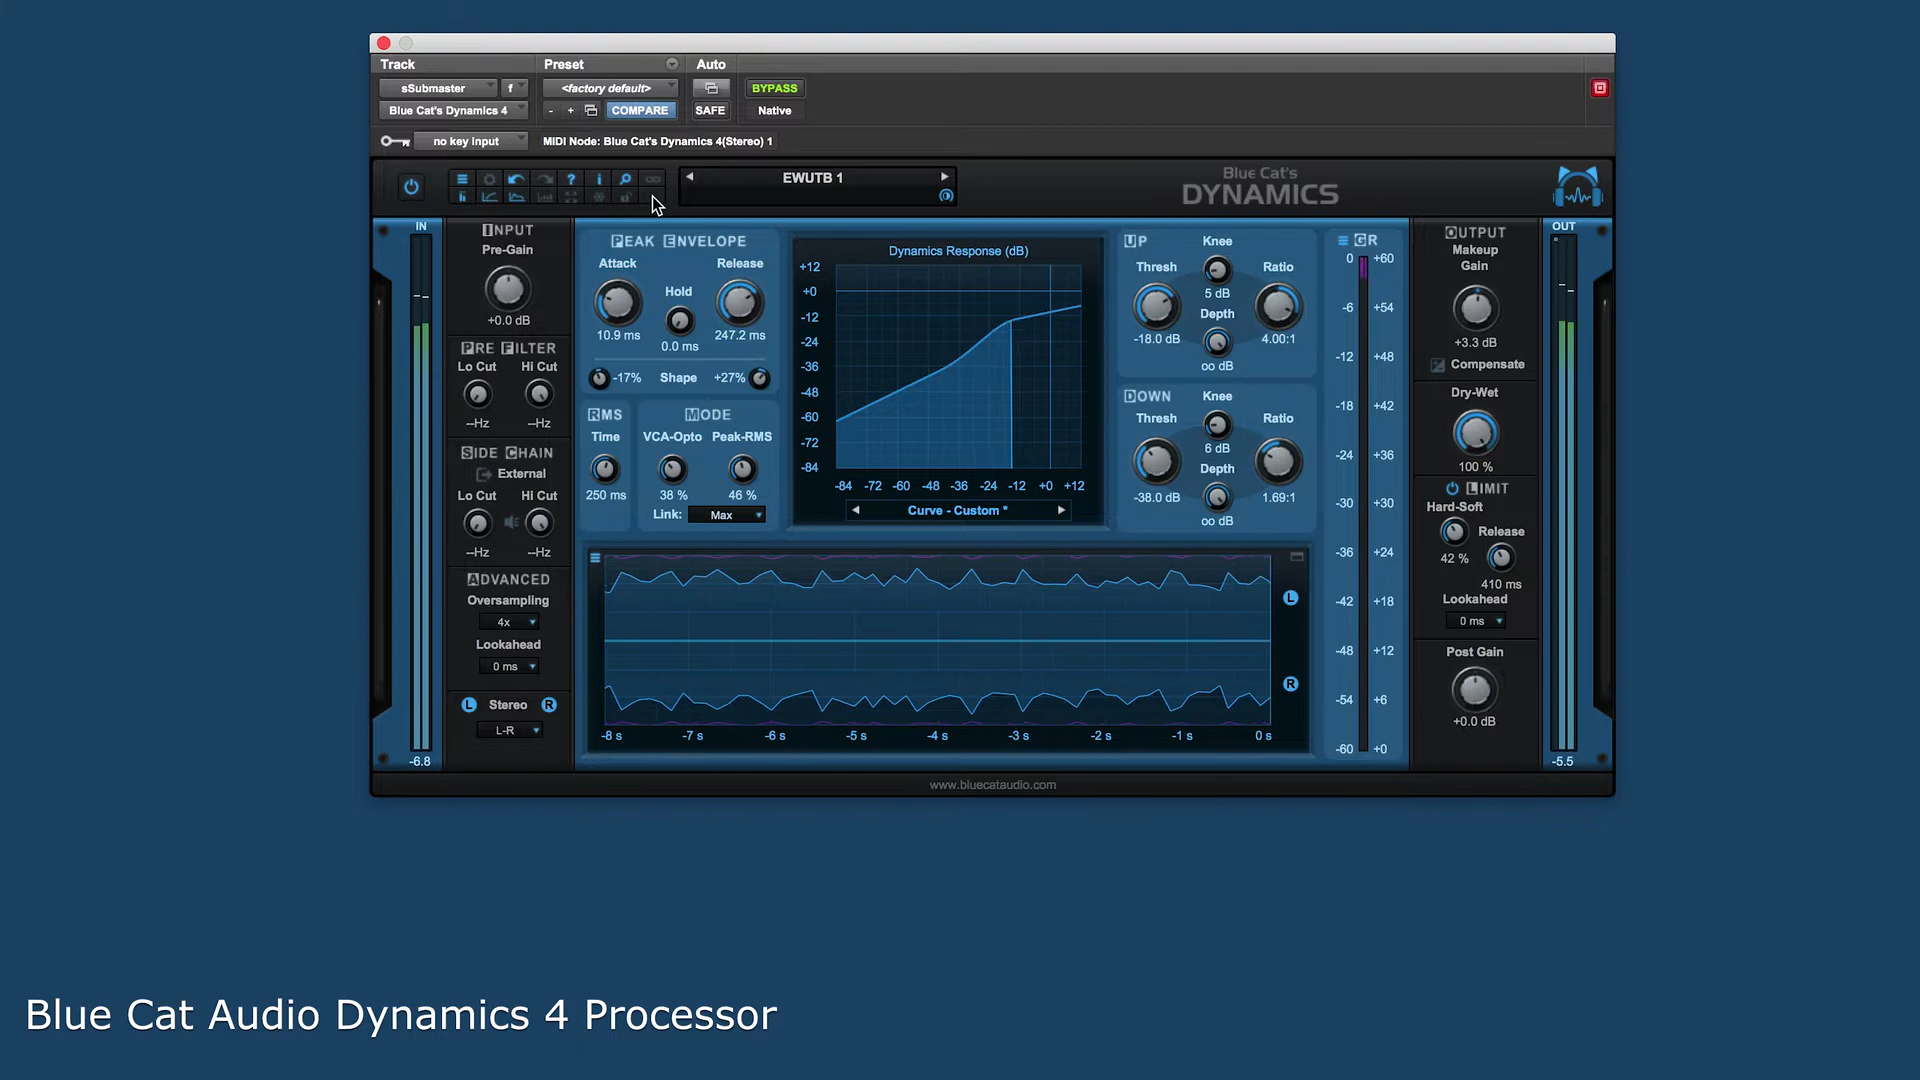 Track
Preset
Auto
sSubmaster
f
<factory default>
BYPASS
Blue Cat's Dynamics 4
- +
COMPARE
SAFE
Native
no key input
MIDI Node: Blue Cat's Dynamics 4(Stereo) 1
? i
EWUTB 1
Blue Cat's
DYNAMICS
IN
INPUT
Pre-Gain
+0.0 dB
PRE FILTER
Lo Cut Hi Cut
--Hz --Hz
SIDE CHAIN
External
Lo Cut Hi Cut
--Hz --Hz
ADVANCED
Oversampling
4x
Lookahead
0 ms
L Stereo R
L-R
-6.8
PEAK ENVELOPE
Attack
Release
Hold
10.9 ms
247.2 ms
0.0 ms
-17% Shape +27%
RMS
Time
250 ms
MODE
VCA-Opto Peak-RMS
38 % 46 %
Link: Max
Dynamics Response (dB)
+12
+0
-12
-24
-36
-48
-60
-72
-84
-84 -72 -60 -48 -36 -24 -12 +0 +12
Curve - Custom *
UP
Knee
Thresh
Ratio
5 dB
Depth
-18.0 dB
4.00:1
oo dB
DOWN
Knee
Thresh
Ratio
6 dB
Depth
-38.0 dB
1.69:1
oo dB
L
R
-8 s -7 s -6 s -5 s -4 s -3 s -2 s -1 s 0 s
GR
0 +60
-6 +54
-12 +48
-18 +42
-24 +36
-30 +30
-36 +24
-42 +18
-48 +12
-54 +6
-60 +0
OUTPUT
Makeup
Gain
+3.3 dB
Compensate
Dry-Wet
100 %
LIMIT
Hard-Soft
Release
42 %
410 ms
Lookahead
0 ms
Post Gain
+0.0 dB
OUT
-5.5
www.bluecataudio.com
Blue Cat Audio Dynamics 4 Processor